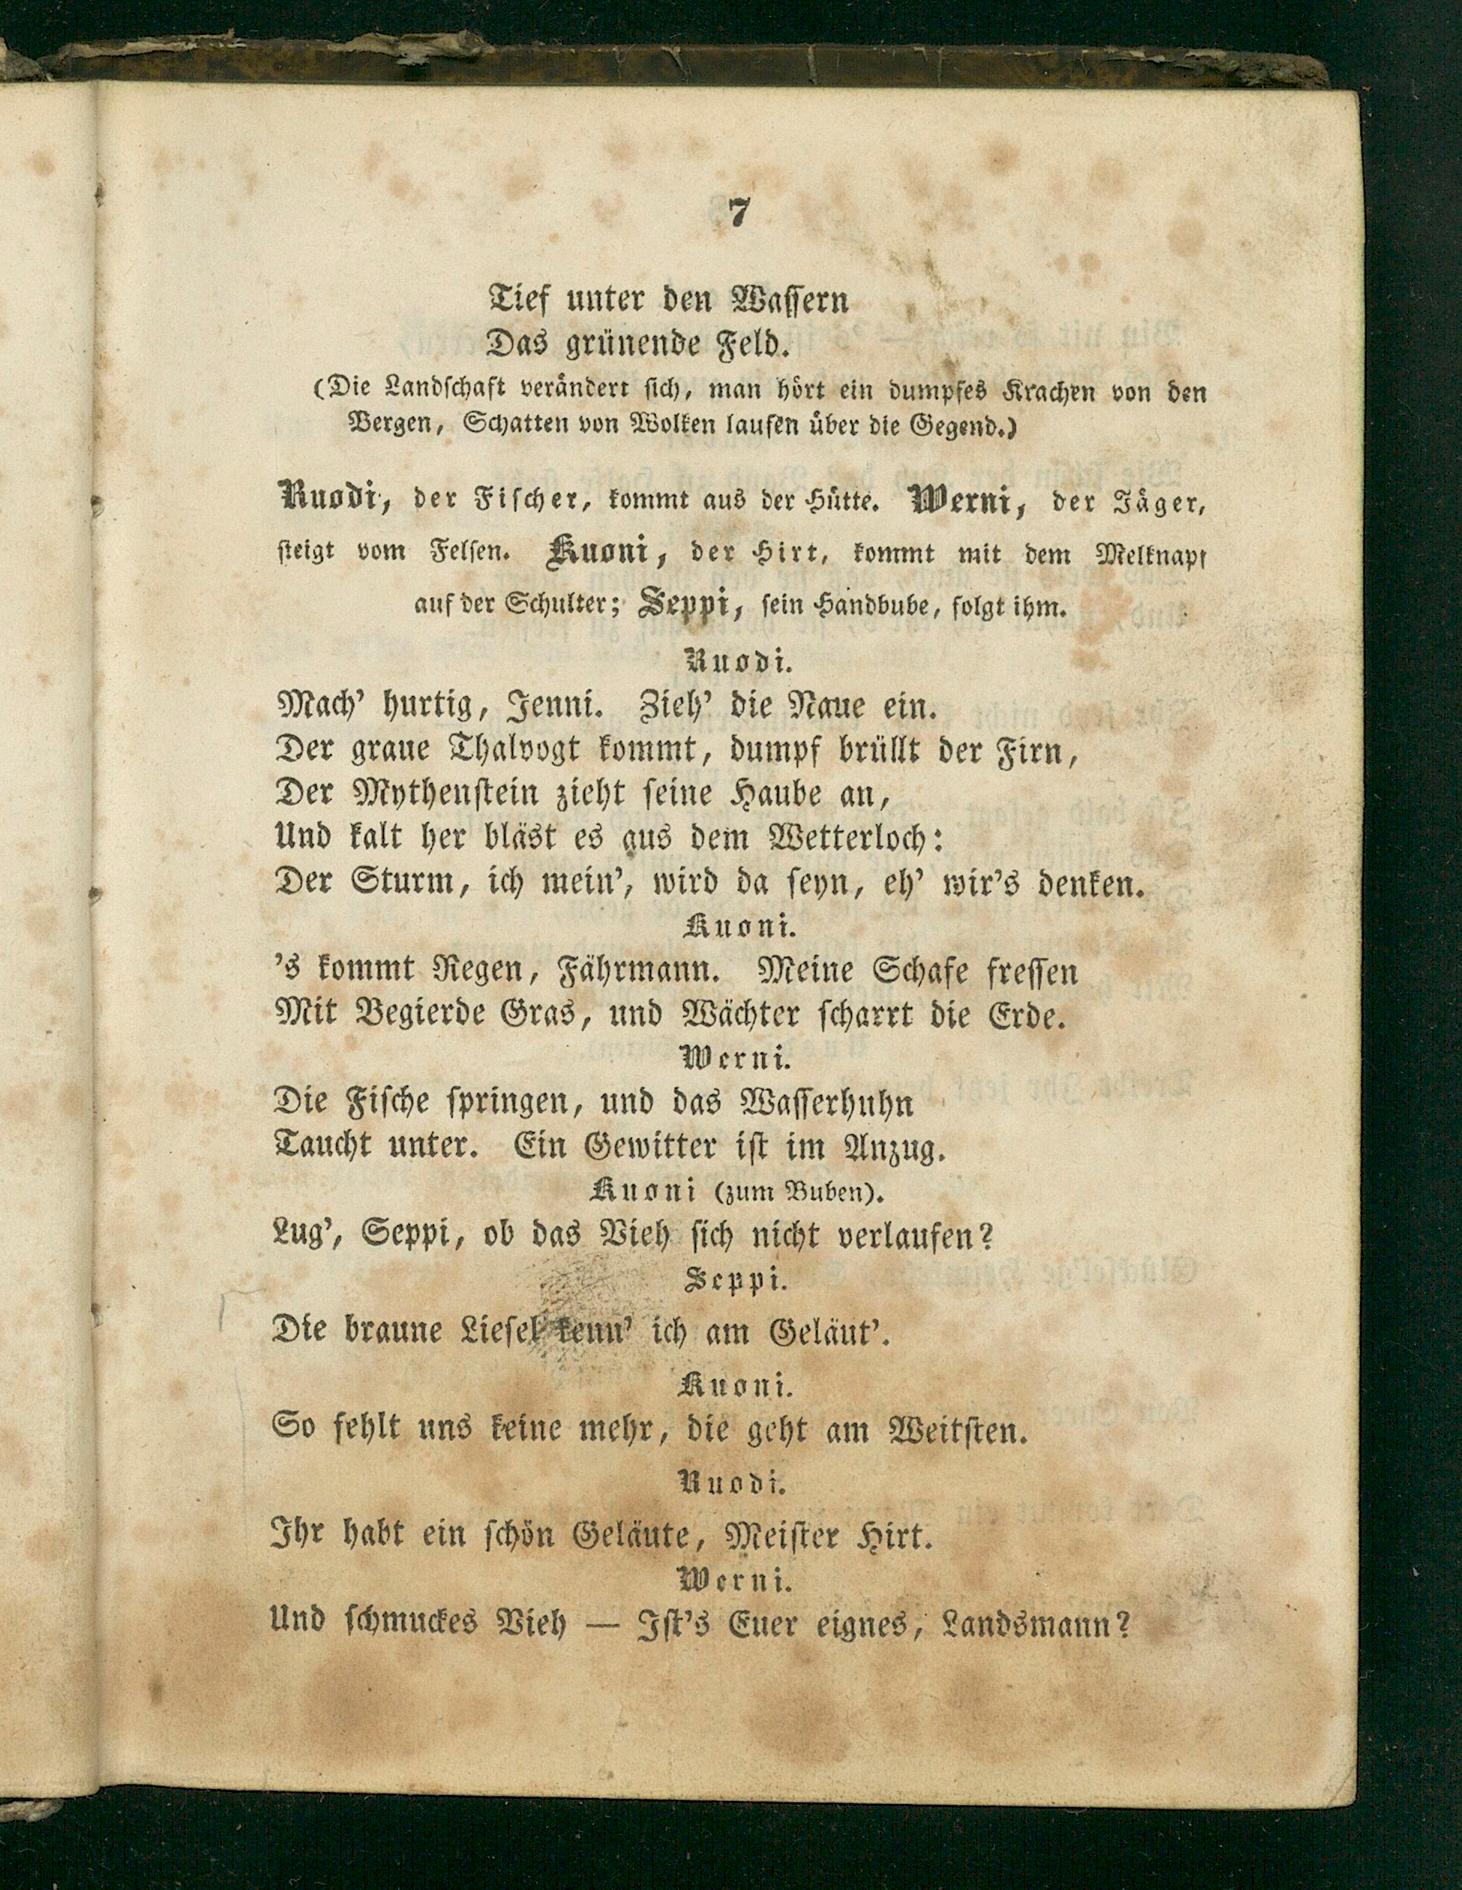 7
Tief unter den Wassern
Das grünende Feld.
(Die Landschaft verändert sich, man hört ein dumpfes Krachen von den
Bergen, Schatten von Wolken laufen über die Gegend.)
Ruodi, der Fischer, kommt aus der Hütte. Werni, der Jäger,
steigt vom Felsen. Kuoni, der Hirt, kommt mit dem Melknapf
auf der Schulter; Seppi, sein Handbube, folgt ihm.
Ruodi.
Mach' hurtig, Jenni. Zieh' die Naue ein.
Der graue Thalvogt kommt, dumpf brüllt der Firn,
Der Mythenstein zieht seine Haube an,
Und kalt her bläst es aus dem Wetterloch:
Der Sturm, ich mein', wird da seyn, eh' wir's denken.
Kuoni.
's kommt Regen, Fährmann. Meine Schafe fressen
Mit Begierde Gras, und Wächter scharrt die Erde.
Werni.
Die Fische springen, und das Wasserhuhn
Taucht unter. Ein Gewitter ist im Anzug.
Kuoni (zum Buben).
Lug', Seppi, ob das Vieh sich nicht verlaufen?
Seppi.
Die braune Liesel kenn' ich am Geläut'.
Kuoni.
So fehlt uns keine mehr, die geht am Weitsten.
Ruodi.
Ihr habt ein schön Geläute, Meister Hirt.
Werni.
Und schmuckes Vieh — Ist's Euer eignes, Landsmann?